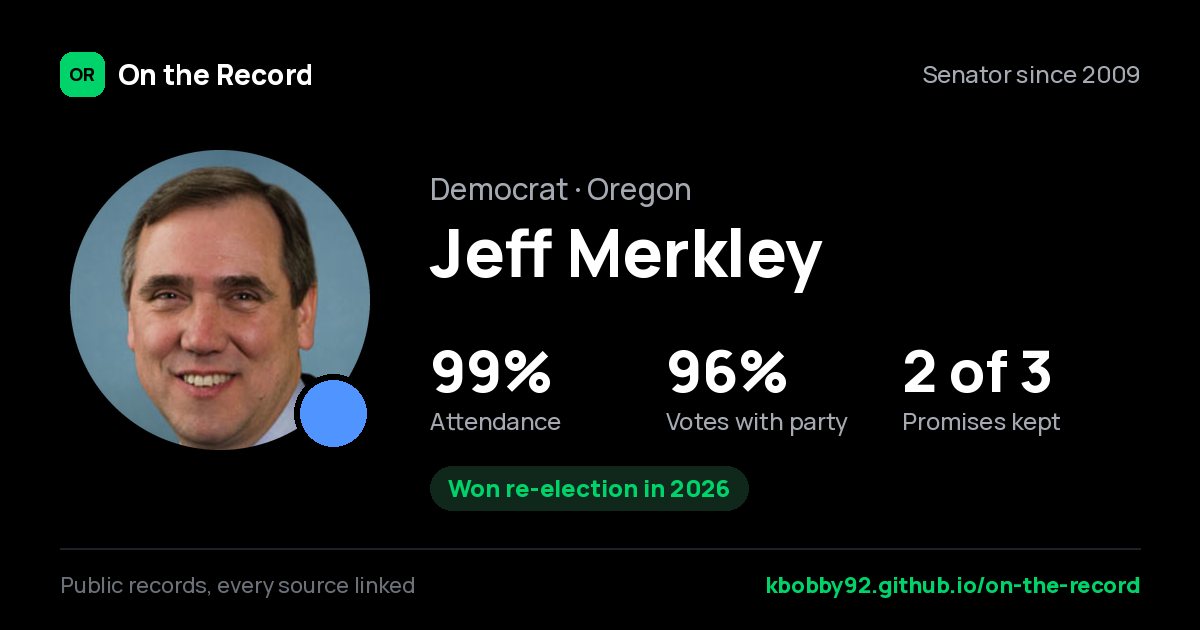 OR On the Record
Senator since 2009
Democrat · Oregon
Jeff Merkley
99% 96% 2 of 3
Attendance Votes with party Promises kept
Won re-election in 2026
Public records, every source linked
kbobby92.github.io/on-the-record